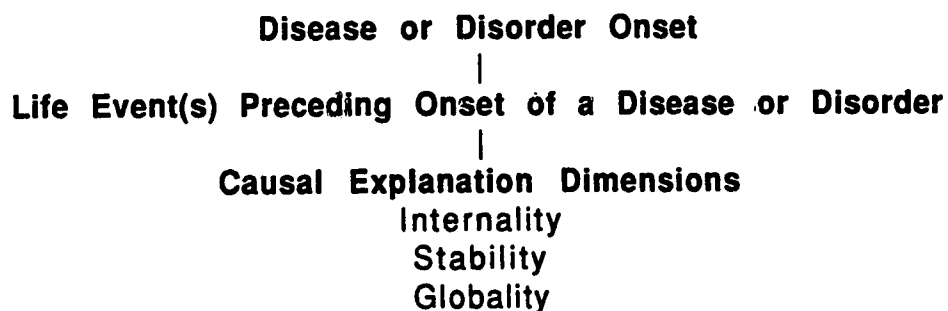 Disease or Disorder Onset
Life Event(s) Preceding Onset of a Disease or Disorder
Causal Explanation Dimensions
Internality
Stability
Globality